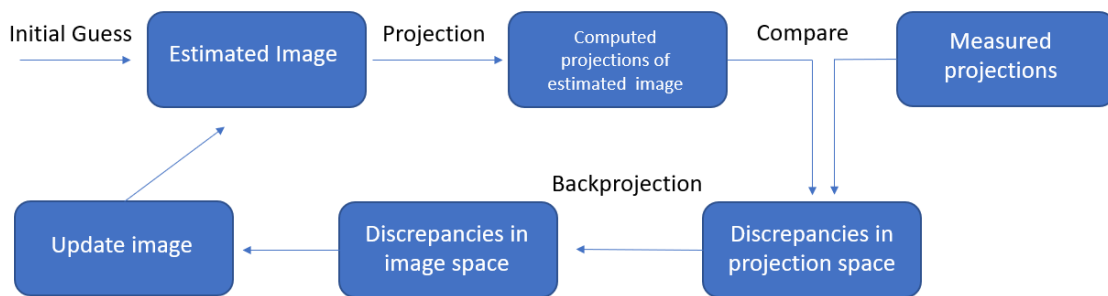 Initial Guess
Estimated Image
Projection
Computed
projections of
estimated image
Compare
Measured
projections
Backprojection
Update image
Discrepancies in
image space
Discrepancies in
projection space